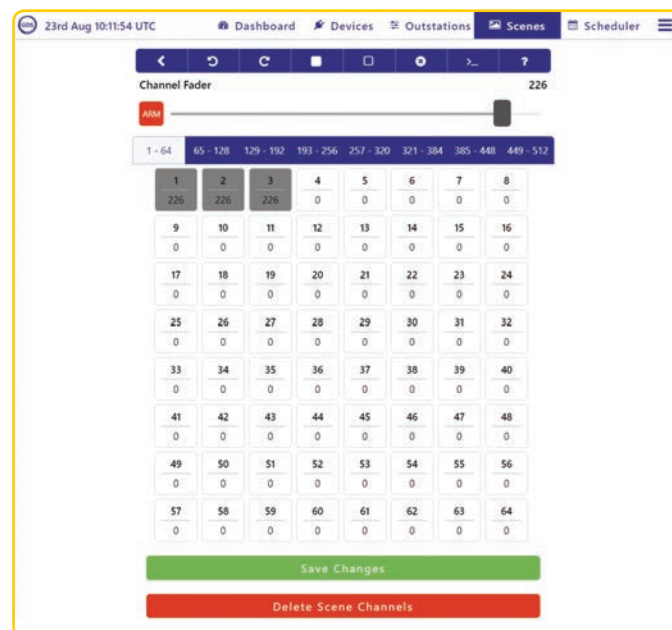 GDS 23rd Aug 10:11:54 UTC Dashboard Devices Outstations Scenes Scheduler
>_ ?
Channel Fader 226
ARM
1 - 64 65 - 128 129 - 192 193 - 256 257 - 320 321 - 384 385 - 448 449 - 512
1 2 3 4 5 6 7 8
226 226 226 0 0 0 0 0
9 10 11 12 13 14 15 16
0 0 0 0 0 0 0 0
17 18 19 20 21 22 23 24
0 0 0 0 0 0 0 0
25 26 27 28 29 30 31 32
0 0 0 0 0 0 0 0
33 34 35 36 37 38 39 40
0 0 0 0 0 0 0 0
41 42 43 44 45 46 47 48
0 0 0 0 0 0 0 0
49 50 51 52 53 54 55 56
0 0 0 0 0 0 0 0
57 58 59 60 61 62 63 64
0 0 0 0 0 0 0 0
Save Changes
Delete Scene Channels